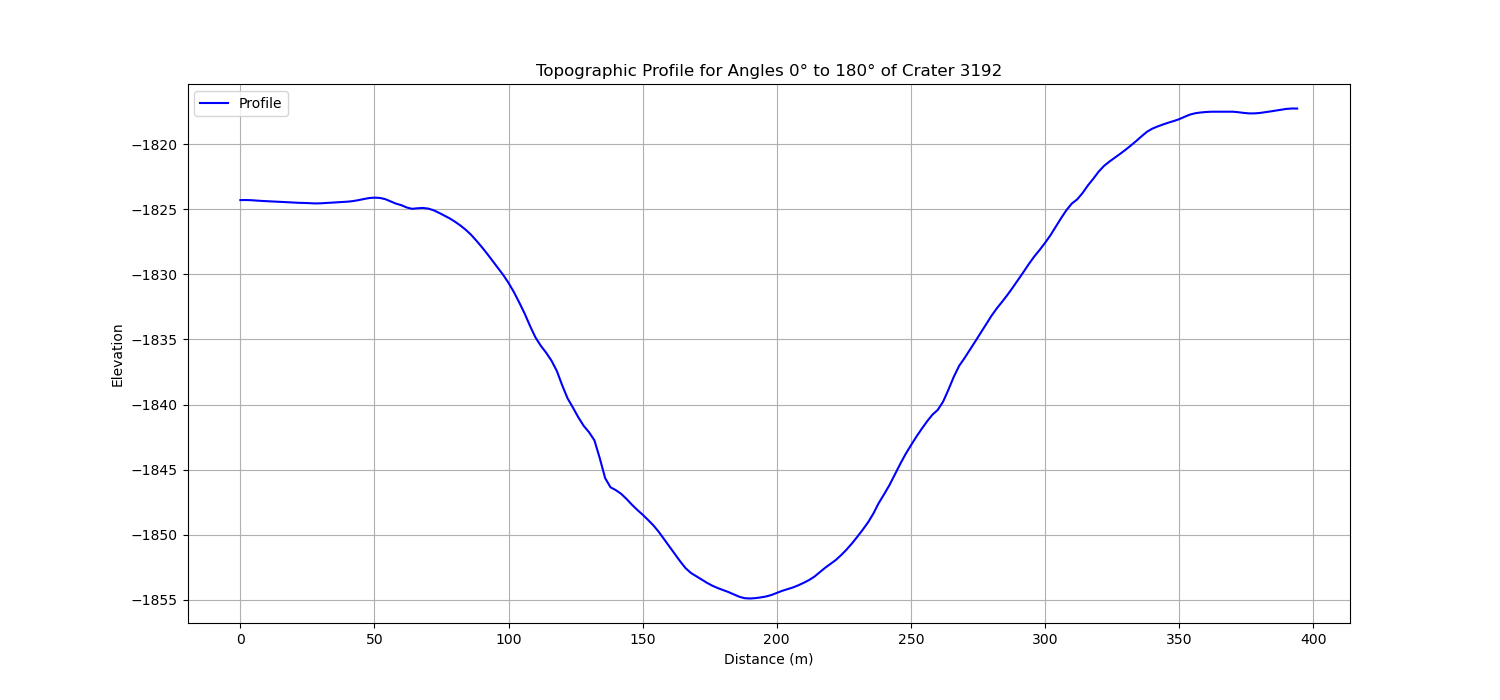 Topographic Profile for Angles 0° to 180° of Crater 3192
Profile
Elevation
−1820
−1825
−1830
−1835
−1840
−1845
−1850
−1855
0 50 100 150 200 250 300 350 400
Distance (m)